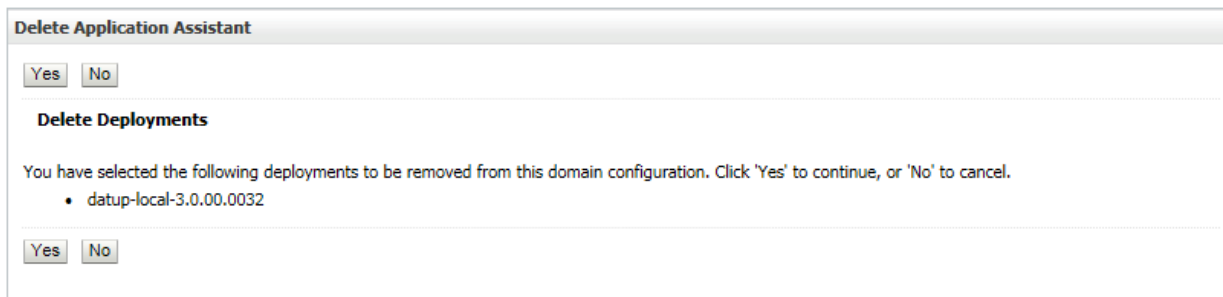 Delete Application Assistant
Yes No
Delete Deployments
You have selected the following deployments to be removed from this domain configuration. Click 'Yes' to continue, or 'No' to cancel.
• datup-local-3.0.00.0032
Yes No